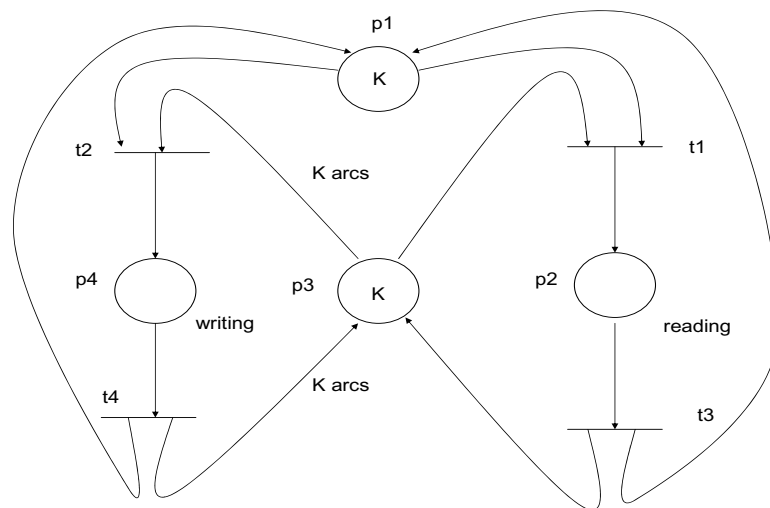 p1
K
t2
t1
K arcs
p4
p3
K
p2
writing
reading
K arcs
t4
t3